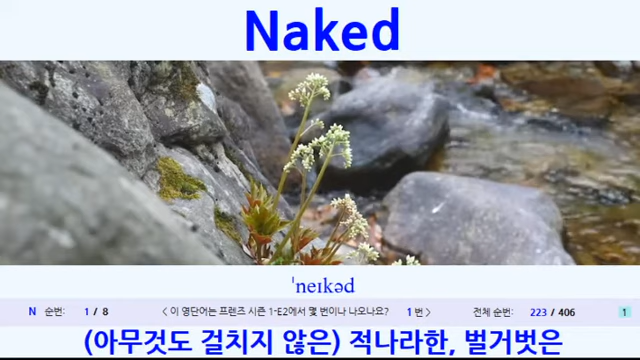 Naked
ˈneɪkəd
N 순번: 1 / 8 < 이 영단어는 프렌즈 시즌 1-E2에서 몇 번이나 나오나요? 1 번 > 전체 순번: 223 / 406 1
(아무것도 걸치지 않은) 적나라한, 벌거벗은